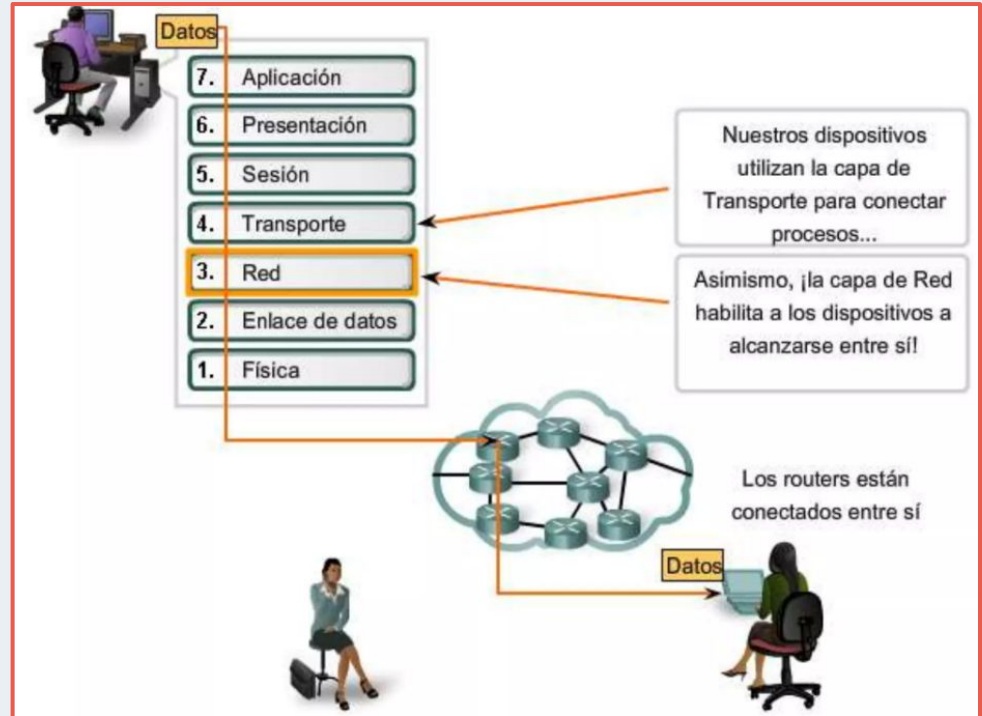 Datos
7. Aplicación
6. Presentación
5. Sesión
4. Transporte
3. Red
2. Enlace de datos
1. Física
Nuestros dispositivos
utilizan la capa de
Transporte para conectar
procesos...
Asimismo, ¡la capa de Red
habilita a los dispositivos a
alcanzarse entre sí!
Los routers están
conectados entre sí
Datos